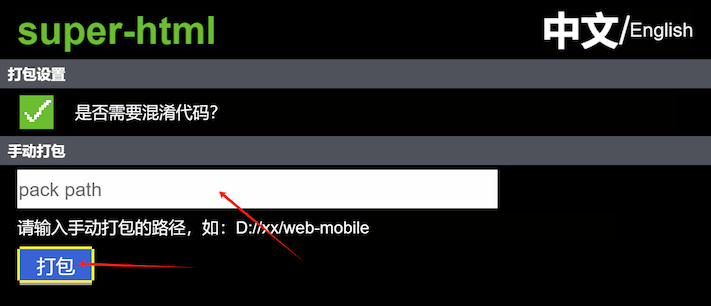 super-html
中文/English
打包设置
是否需要混淆代码？
手动打包
pack path
请输入手动打包的路径，如：D://xx/web-mobile
打包